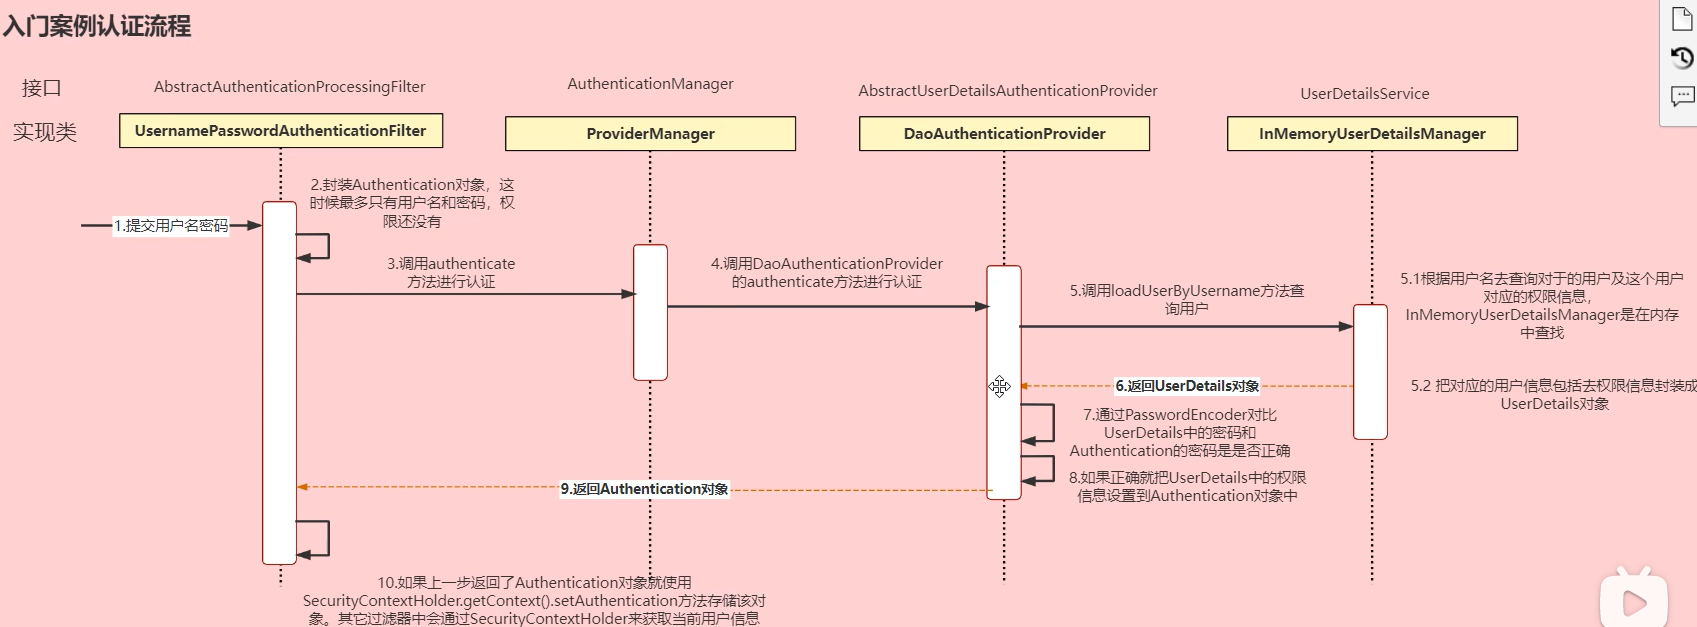 入门案例认证流程
接口
AbstractAuthenticationProcessingFilter
AuthenticationManager
AbstractUserDetailsAuthenticationProvider
UserDetailsService
实现类
UsernamePasswordAuthenticationFilter
ProviderManager
DaoAuthenticationProvider
InMemoryUserDetailsManager
1.提交用户名密码
2.封装Authentication对象，这
时候最多只有用户名和密码，权
限还没有
3.调用authenticate
方法进行认证
4.调用DaoAuthenticationProvider
的authenticate方法进行认证
5.调用loadUserByUsername方法查
询用户
5.1根据用户名去查询对于的用户及这个用户
对应的权限信息，
InMemoryUserDetailsManager是在内存
中查找
5.2 把对应的用户信息包括去权限信息封装成
UserDetails对象
6.返回UserDetails对象
7.通过PasswordEncoder对比
UserDetails中的密码和
Authentication的密码是是否正确
8.如果正确就把UserDetails中的权限
信息设置到Authentication对象中
9.返回Authentication对象
10.如果上一步返回了Authentication对象就使用
SecurityContextHolder.getContext().setAuthentication方法存储该对
象。其它过滤器中会通过SecurityContextHolder来获取当前用户信息